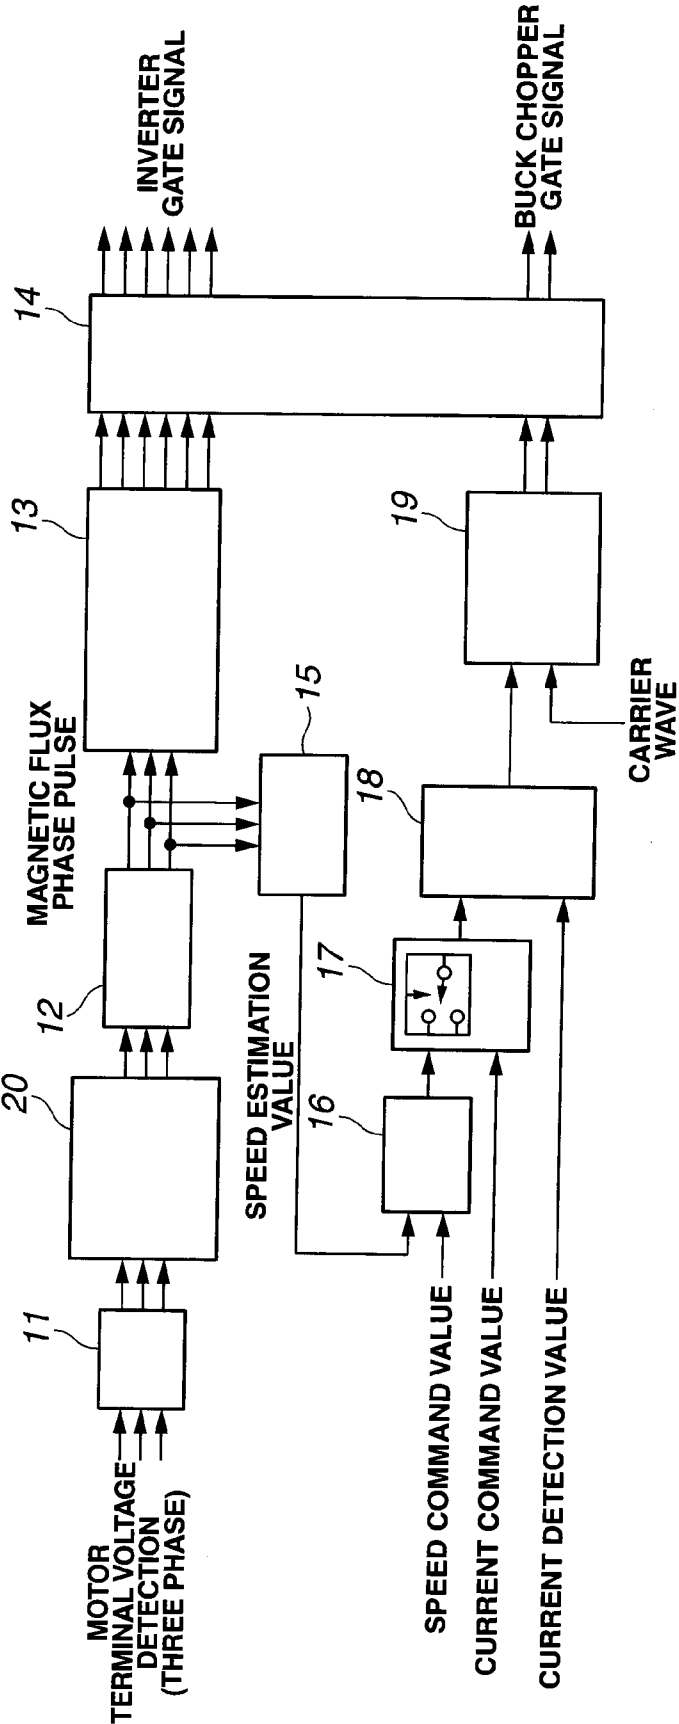 MOTOR
TERMINAL VOLTAGE
DETECTION
(THREE PHASE)
11
20
12
MAGNETIC FLUX
PHASE PULSE
13
14
INVERTER
GATE SIGNAL
SPEED ESTIMATION
VALUE
15
SPEED COMMAND VALUE
CURRENT COMMAND VALUE
CURRENT DETECTION VALUE
16
17
18
CARRIER
WAVE
19
BUCK CHOPPER
GATE SIGNAL